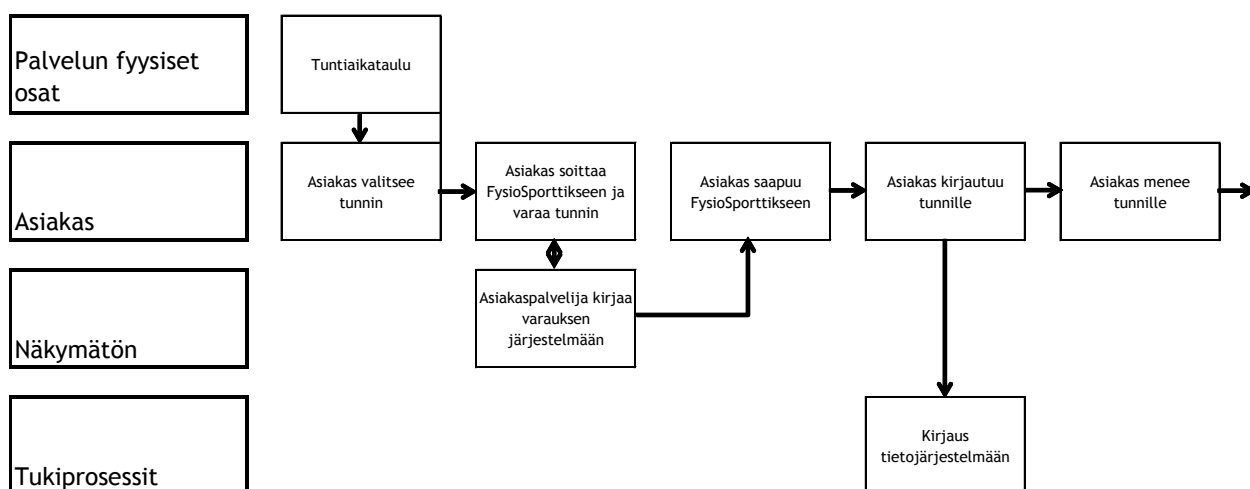 Palvelun fyysiset
osat
Tuntiaikataulu
Asiakas
Asiakas valitsee
tunnin
Asiakas soittaa
FysioSporttikseen ja
varaa tunnin
Asiakas saapuu
FysioSporttikseen
Asiakas kirjautuu
tunnille
Asiakas menee
tunnille
Näkymätön
Asiakaspalvelija kirjaa
varauksen
järjestelmään
Tukiprosessit
Kirjaus
tietojärjestelmään